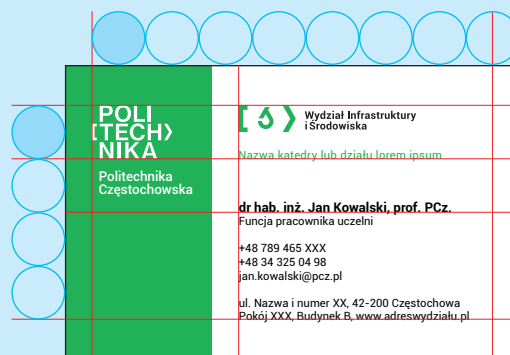 POLI
[TECH>
NIKA
Politechnika
Częstochowska
Wydział Infrastruktury
i Środowiska
Nazwa katedry lub działu lorem ipsum
dr hab. inż. Jan Kowalski, prof. PCz.
Funcja pracownika uczelni
+48 789 465 XXX
+48 34 325 04 98
jan.kowalski@pcz.pl
ul. Nazwa i numer XX, 42-200 Częstochowa
Pokój XXX, Budynek B, www.adreswydziału.pl